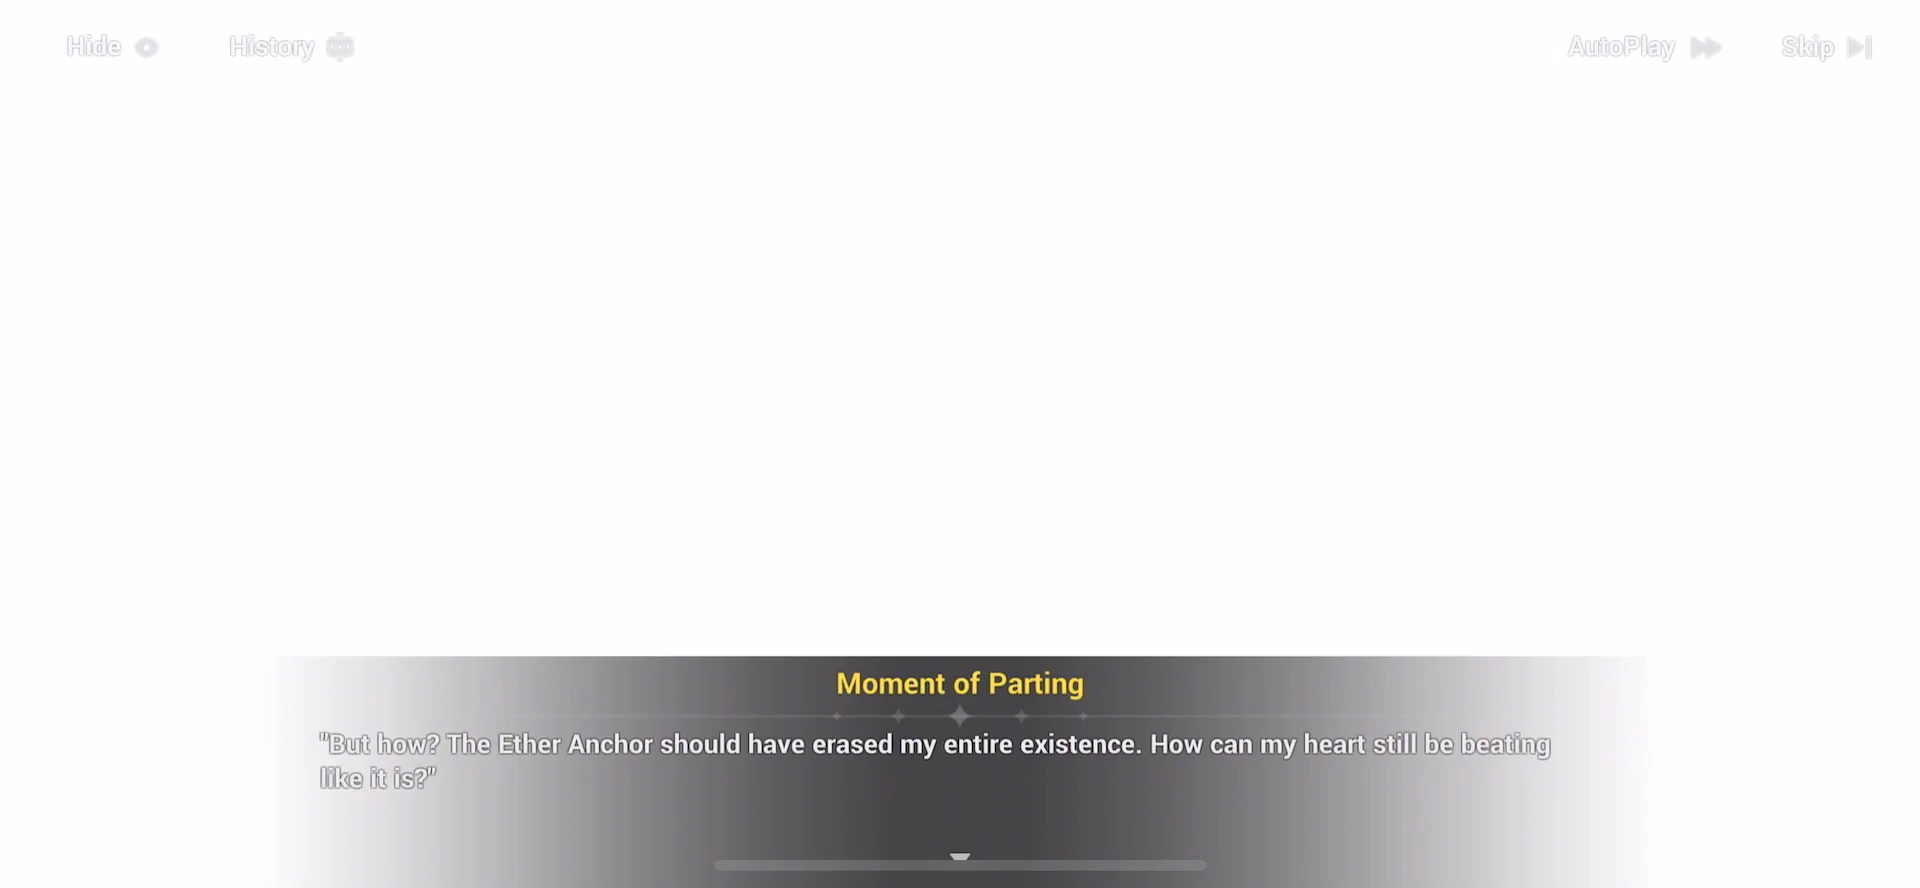 Hide
History
AutoPlay
Skip
Moment of Parting
"But how? The Ether Anchor should have erased my entire existence. How can my heart still be beating
like it is?"